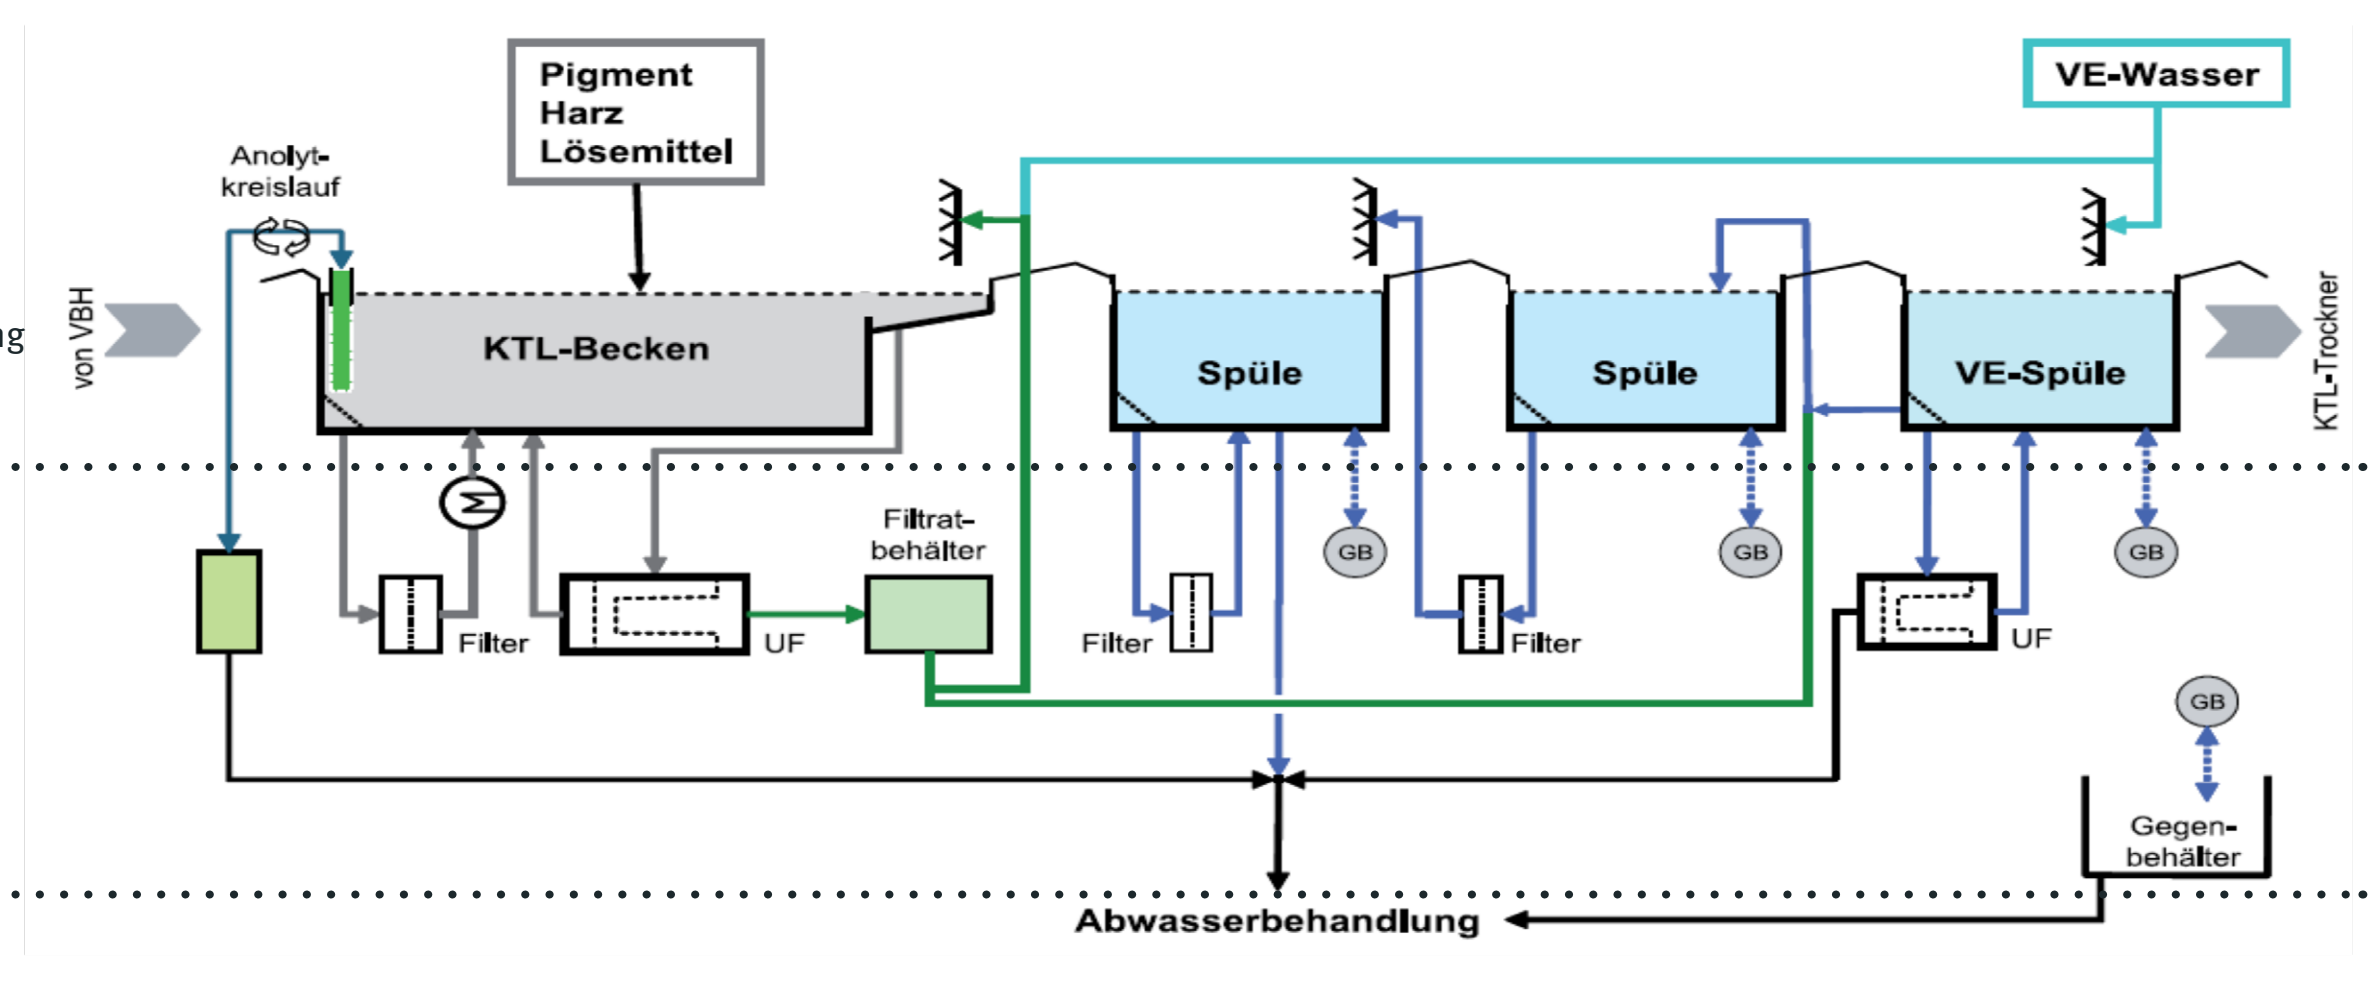 Pigment
Harz
Lösemittel
VE-Wasser
Anolyt-
kreislauf
von VBH
ng
KTL-Becken
Spüle
Spüle
VE-Spüle
KTL-Trockner
M
Filtrat-
behälter
GB
GB
GB
Filter
UF
Filter
Filter
UF
GB
Gegen-
behälter
Abwasserbehandlung